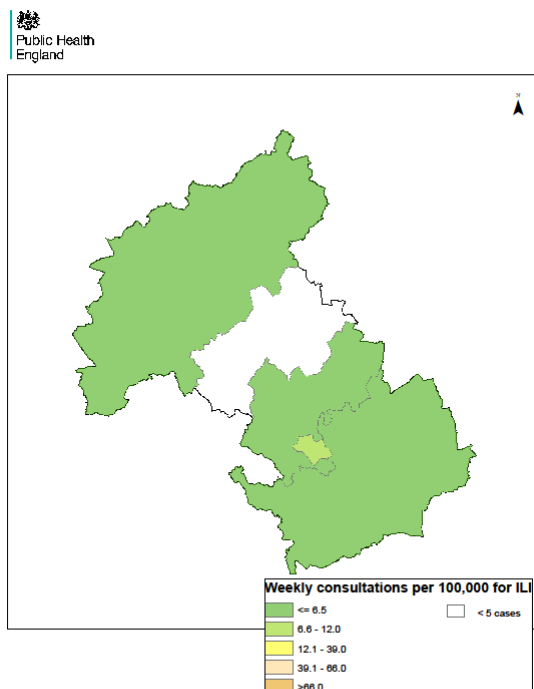 Public Health
England
N
Weekly consultations per 100,000 for ILI
<= 6.5
< 5 cases
6.6 - 12.0
12.1 - 39.0
39.1 - 66.0
>66.0